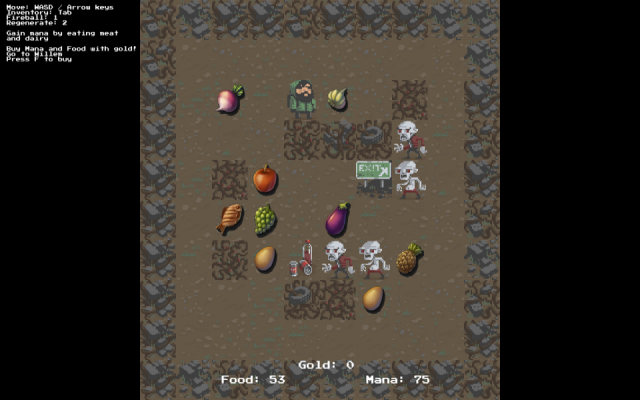 Move: WASD / Arrow keys
Inventory: Tab
Fireball: 1
Regenerate: 2
Gain mana by eating meat
and dairy
Buy Mana and Food with gold!
Go to Willem
Press F to buy
EXIT
Gold: 0
Food: 53
Mana: 75